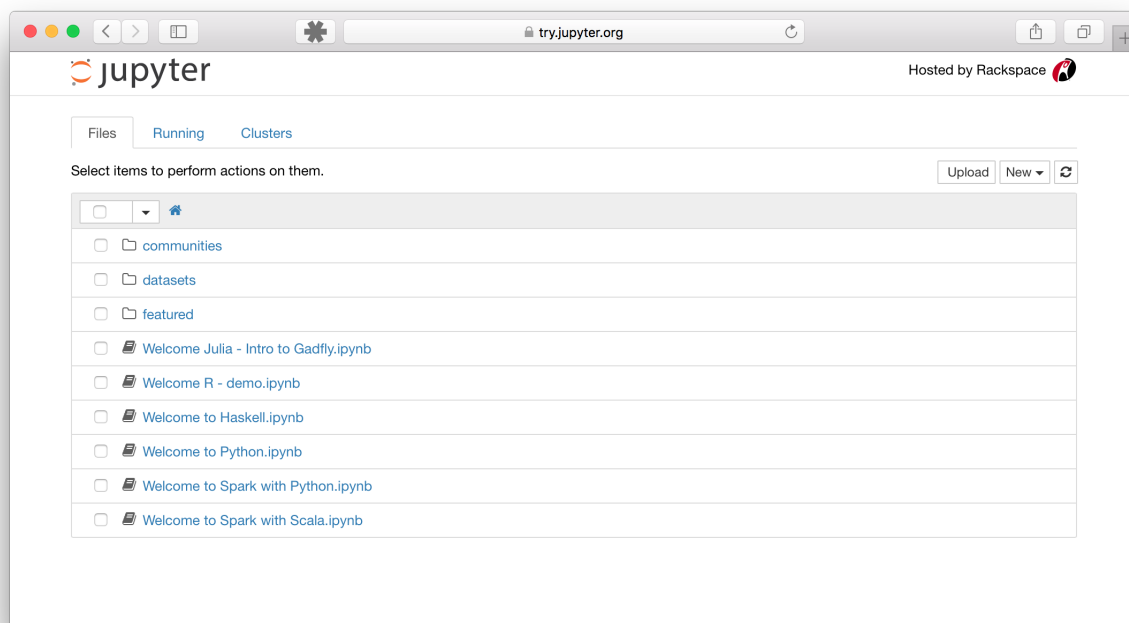 try.jupyter.org
jupyter
Hosted by Rackspace
Files Running Clusters
Select items to perform actions on them.
Upload New
communities
datasets
featured
Welcome Julia - Intro to Gadfly.ipynb
Welcome R - demo.ipynb
Welcome to Haskell.ipynb
Welcome to Python.ipynb
Welcome to Spark with Python.ipynb
Welcome to Spark with Scala.ipynb